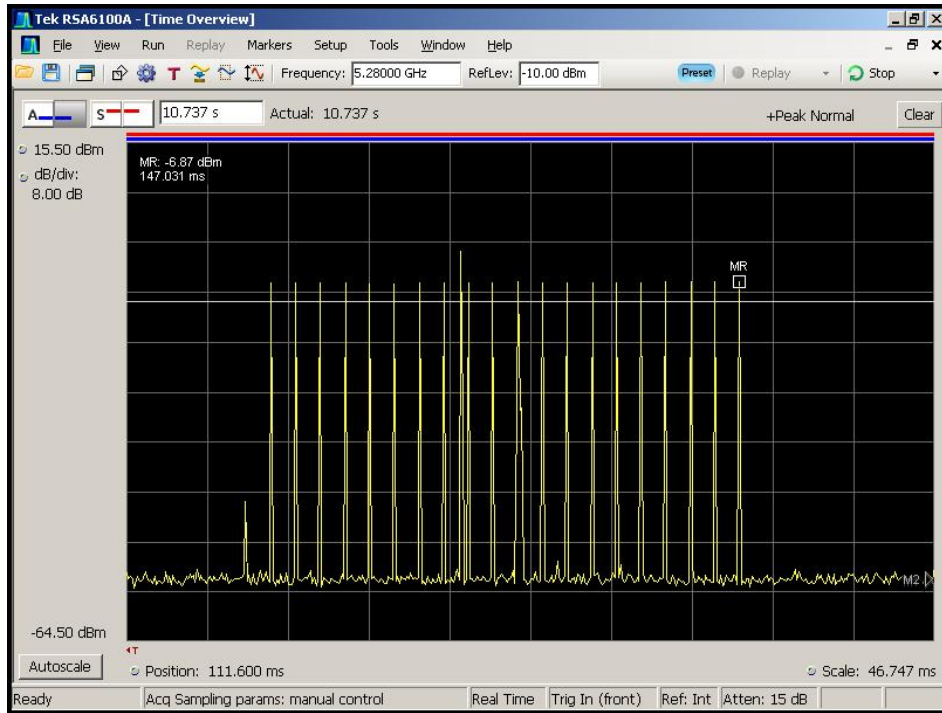 Tek RSA6100A - [Time Overview]
File View Run Replay Markers Setup Tools Window Help
T Frequency: 5.28000 GHz RefLev: -10.00 dBm Preset Replay Stop
A S 10.737 s Actual: 10.737 s +Peak Normal Clear
15.50 dBm
dB/div:
8.00 dB
MR: -6.87 dBm
147.031 ms
MR
M2
-64.50 dBm
T
Autoscale Position: 111.600 ms Scale: 46.747 ms
Ready Acq Sampling params: manual control Real Time Trig In (front) Ref: Int Atten: 15 dB